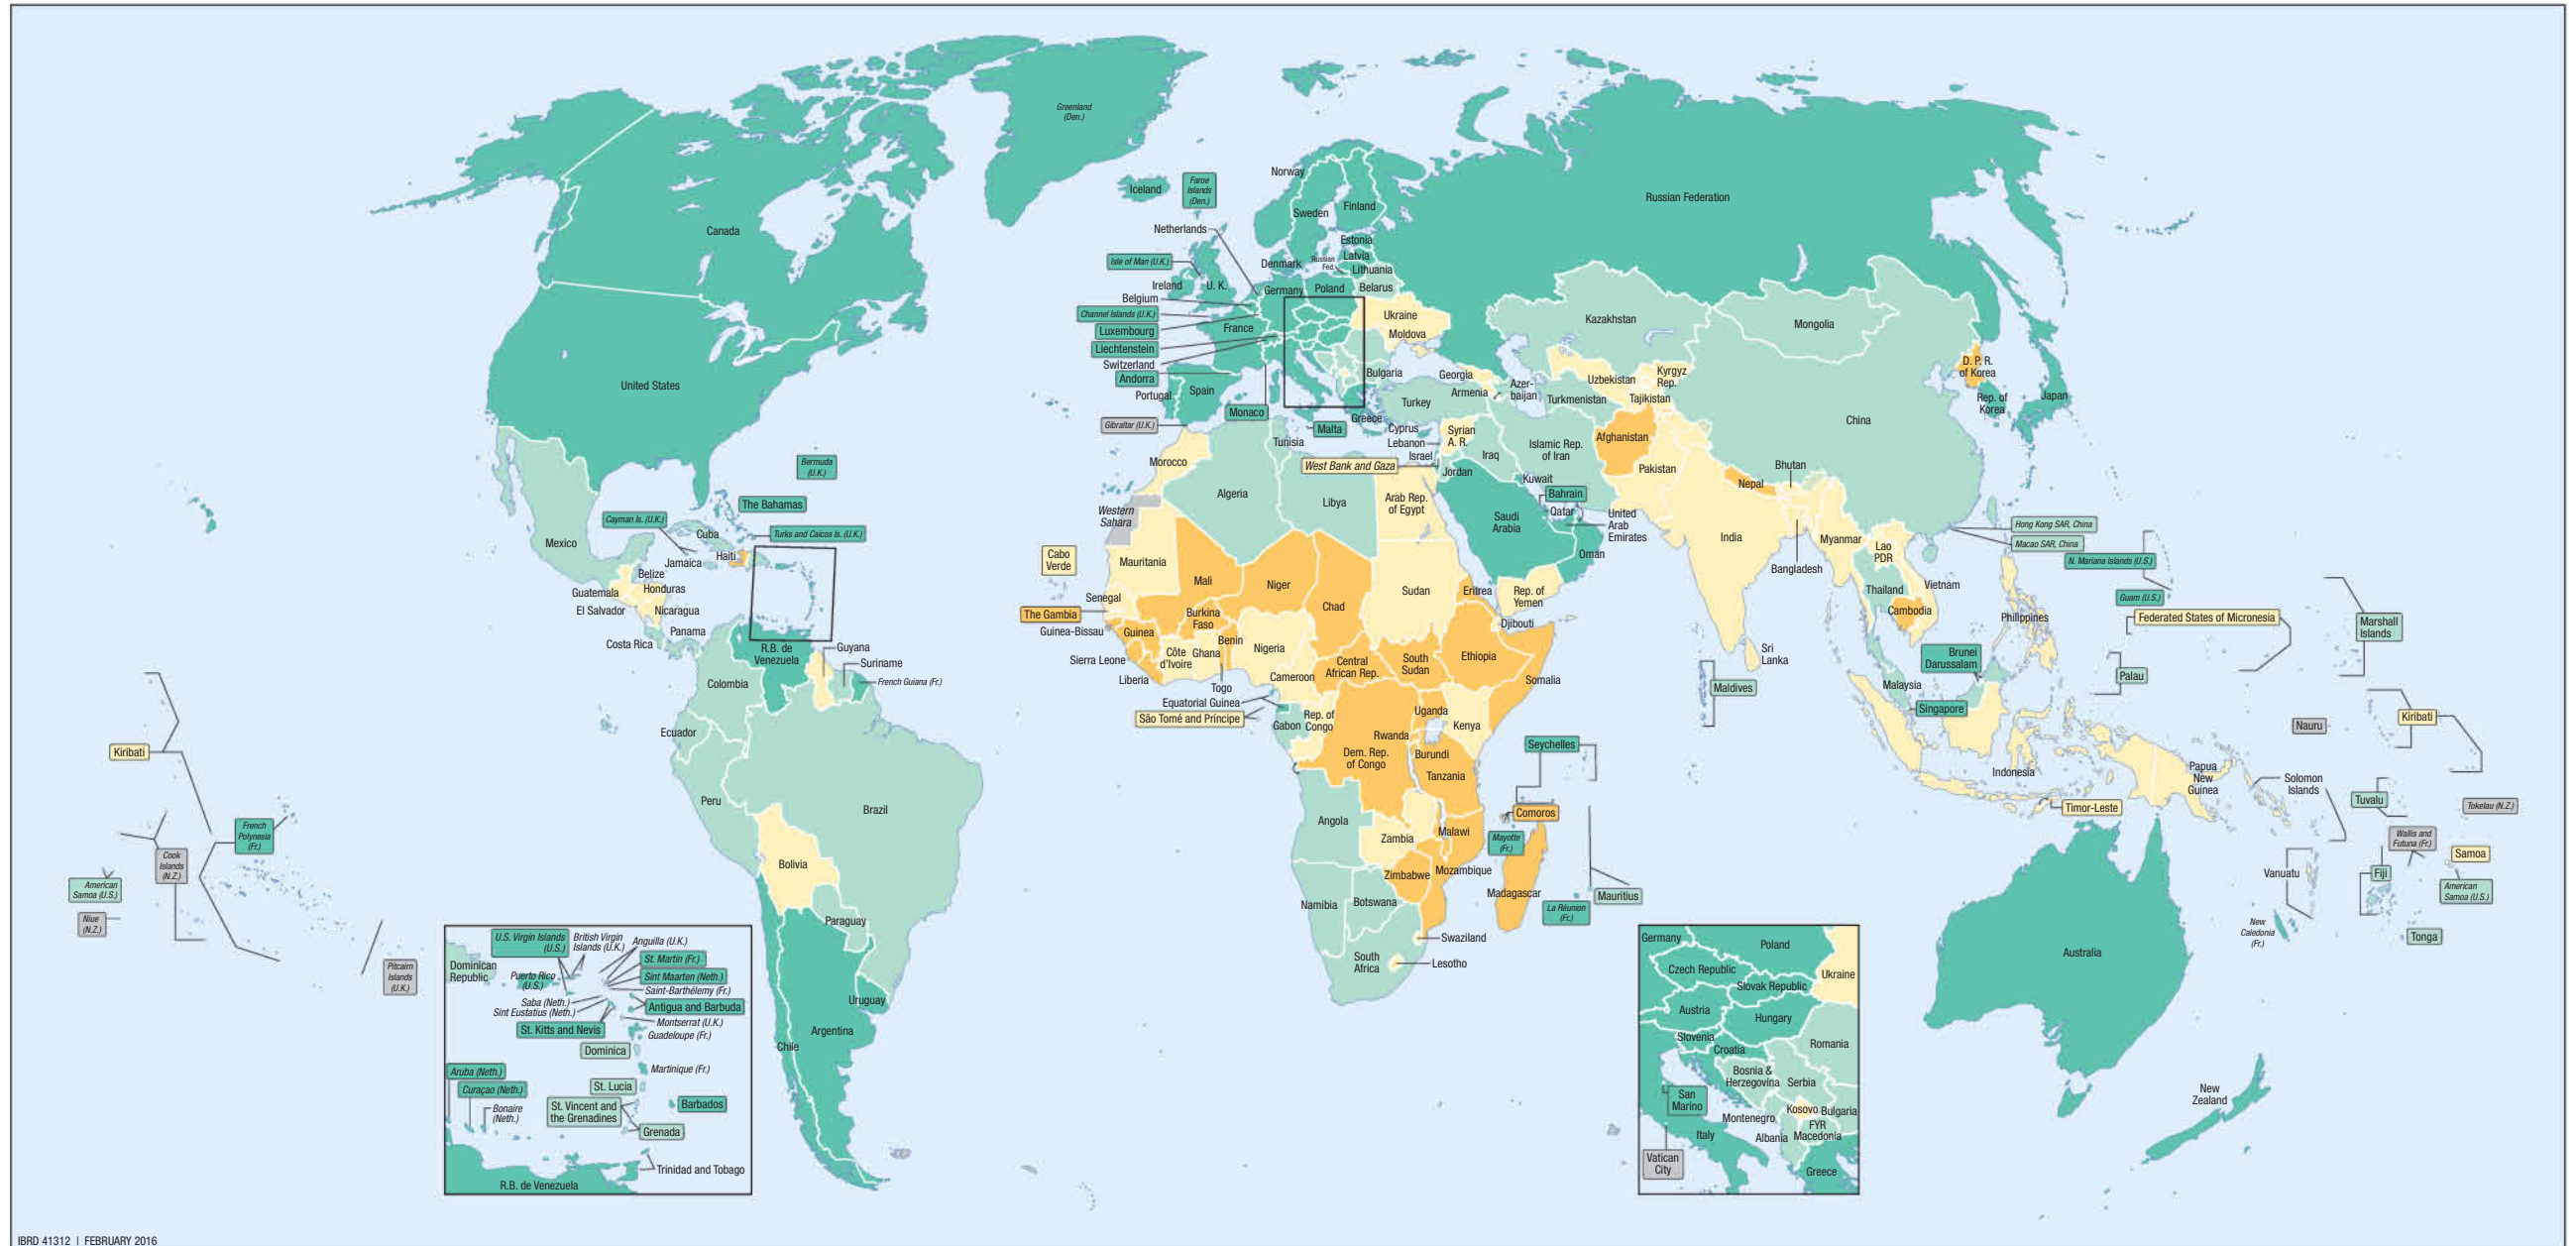 Greenland
(Den.)
Canada
United States
Mexico
Bermuda
(U.K.)
The Bahamas
Cayman Is. (U.K.)
Turks and Caicos Is. (U.K.)
Cuba
Haiti
Jamaica
Belize
Guatemala
Honduras
El Salvador
Nicaragua
Costa Rica
Panama
R.B. de
Venezuela
Guyana
Suriname
French Guiana (Fr.)
Colombia
Ecuador
Peru
Brazil
Bolivia
Paraguay
Uruguay
Argentina
Chile
Kiribati
French
Polynesia
(Fr.)
Cook
Islands
(N.Z.)
American
Samoa (U.S.)
Niue
(N.Z.)
Pitcairn
Islands
(U.K.)
Iceland
Faroe
Islands
(Den.)
Norway
Sweden
Finland
Netherlands
Estonia
Latvia
Russian
Fed.
Lithuania
Denmark
Isle of Man (U.K.)
Ireland
U. K.
Germany
Poland
Belarus
Belgium
Channel Islands (U.K.)
Luxembourg
France
Ukraine
Moldova
Liechtenstein
Switzerland
Andorra
Portugal
Spain
Monaco
Gibraltar (U.K.)
Malta
Greece
Bulgaria
Turkey
Cyprus
Lebanon
Israel
West Bank and Gaza
Syrian
A. R.
Jordan
Iraq
Georgia
Armenia
Azer-
baijan
Russian Federation
Kazakhstan
Mongolia
Uzbekistan
Kyrgyz
Rep.
Turkmenistan
Tajikistan
Afghanistan
Islamic Rep.
of Iran
Pakistan
Kuwait
Bahrain
Qatar
United
Arab
Emirates
Saudi
Arabia
Oman
Rep. of
Yemen
China
D. P. R.
of Korea
Rep. of
Korea
Japan
Bhutan
Nepal
India
Bangladesh
Myanmar
Lao
PDR
Thailand
Vietnam
Cambodia
Philippines
Sri
Lanka
Maldives
Malaysia
Brunei
Darussalam
Singapore
Indonesia
Timor-Leste
Papua
New
Guinea
Hong Kong SAR, China
Macao SAR, China
N. Mariana Islands (U.S.)
Guam (U.S.)
Federated States of Micronesia
Marshall
Islands
Palau
Nauru
Kiribati
Solomon
Islands
Tuvalu
Tokelau (N.Z.)
Wallis and
Futuna (Fr.)
Samoa
Vanuatu
Fiji
American
Samoa (U.S.)
New
Caledonia
(Fr.)
Tonga
Australia
New
Zealand
Morocco
Tunisia
Algeria
Libya
Arab Rep.
of Egypt
Western
Sahara
Cabo
Verde
Mauritania
Mali
Niger
Chad
Sudan
Eritrea
Djibouti
Senegal
The Gambia
Guinea-Bissau
Guinea
Burkina
Faso
Benin
Sierra Leone
Liberia
Côte
d'Ivoire
Ghana
Togo
Nigeria
Cameroon
Central
African Rep.
South
Sudan
Ethiopia
Somalia
Equatorial Guinea
São Tomé and Príncipe
Gabon
Rep. of
Congo
Uganda
Kenya
Rwanda
Burundi
Dem. Rep.
of Congo
Tanzania
Seychelles
Comoros
Mayotte
(Fr.)
Angola
Zambia
Malawi
Mozambique
Zimbabwe
Madagascar
Mauritius
La Réunion
(Fr.)
Namibia
Botswana
South
Africa
Swaziland
Lesotho
Dominican
Republic
U.S. Virgin Islands
(U.S.)
British Virgin
Islands (U.K.)
Anguilla (U.K.)
St. Martin (Fr.)
Puerto Rico
(U.S.)
Sint Maarten (Neth.)
Saint-Barthélemy (Fr.)
Saba (Neth.)
Sint Eustatius (Neth.)
Antigua and Barbuda
St. Kitts and Nevis
Montserrat (U.K.)
Guadeloupe (Fr.)
Dominica
Martinique (Fr.)
Aruba (Neth.)
Curaçao (Neth.)
St. Lucia
St. Vincent and
the Grenadines
Barbados
Bonaire
(Neth.)
Grenada
Trinidad and Tobago
R.B. de Venezuela
Germany
Poland
Czech Republic
Ukraine
Slovak Republic
Austria
Hungary
Slovenia
Croatia
Romania
Bosnia &
Herzegovina
Serbia
San
Marino
Kosovo
Bulgaria
Montenegro
FYR
Macedonia
Albania
Italy
Vatican
City
Greece
IBRD 41312 | FEBRUARY 2016